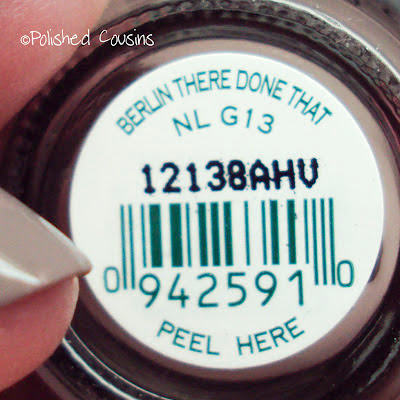 ©Polished Cousins
BERLIN THERE DONE THAT
NL G13
12138AHV
0 942591 0
PEEL HERE